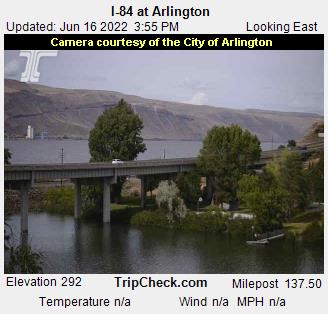 I-84 at Arlington
Updated: Jun 16 2022 3:55 PM Looking East
Camera courtesy of the City of Arlington
Elevation 292 TripCheck.com Milepost 137.50
Temperature n/a Wind n/a MPH n/a